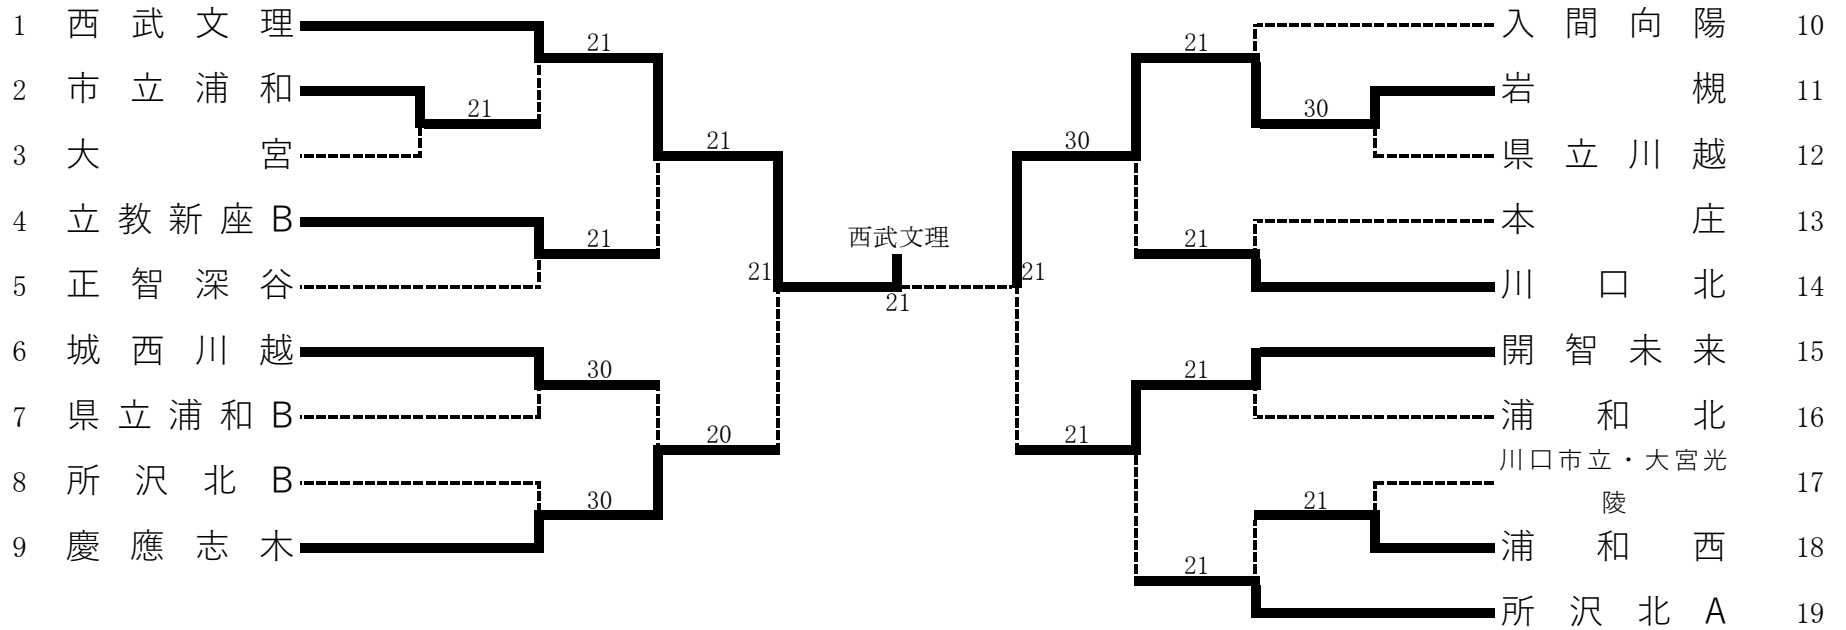 1 西武文理
2 市立浦和
3 大宮
4 立教新座B
5 正智深谷
6 城西川越
7 県立浦和B
8 所沢北B
9 慶應志木
21
21
21
21
30
30
20
21
西武文理
21
21
30
21
21
30
21
21
21
21
入間向陽 10
岩槻 11
県立川越 12
本庄 13
川口北 14
開智未来 15
浦和北 16
川口市立・大宮光
陵 17
浦和西 18
所沢北A 19